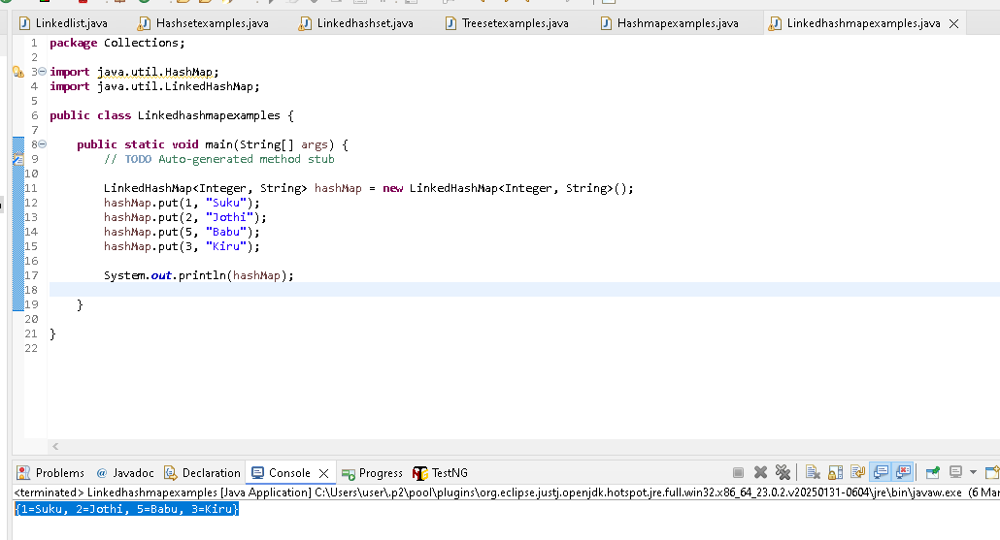 Linkedlist.java Hashsetexamples.java Linkedhashset.java Treesetexamples.java Hashmapexamples.java Linkedhashmapexamples.java
1 package Collections;
2
3 import java.util.HashMap;
4 import java.util.LinkedHashMap;
5
6 public class Linkedhashmapexamples {
7
8 public static void main(String[] args) {
9 // TODO Auto-generated method stub
10
11 LinkedHashMap<Integer, String> hashMap = new LinkedHashMap<Integer, String>();
12 hashMap.put(1, "Suku");
13 hashMap.put(2, "Jothi");
14 hashMap.put(5, "Babu");
15 hashMap.put(3, "Kiru");
16
17 System.out.println(hashMap);
18
19 }
20
21 }
22
Problems @ Javadoc Declaration Console Progress TestNG
<terminated> Linkedhashmapexamples [Java Application] C:\Users\user\.p2\pool\plugins\org.eclipse.justj.openjdk.hotspot.jre.full.win32.x86_64_23.0.2.v20250131-0604\jre\bin\javaw.exe (6 Mar
{1=Suku, 2=Jothi, 5=Babu, 3=Kiru}